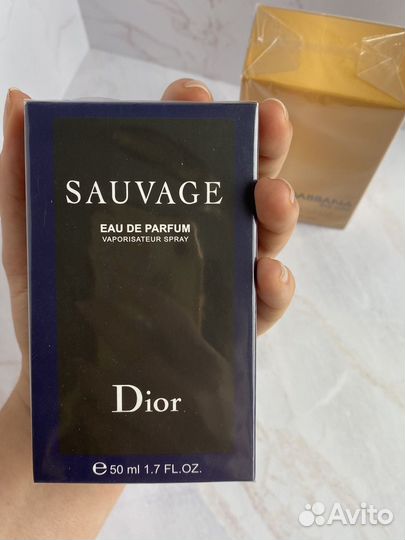 SAUVAGE
EAU DE PARFUM
VAPORISATEUR SPRAY
Dior
e 50 ml 1.7 FL.OZ.
Avito